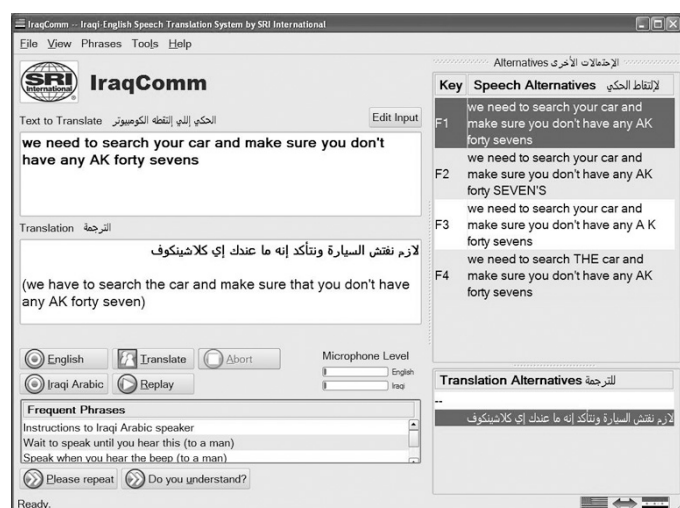 IraqComm -- Iraqi-English Speech Translation System by SRI International
File View Phrases Tools Help
SRI International
IraqComm
Text to Translate الحكي إللي إلتقطه الكومبيوتر
Edit Input
we need to search your car and make sure you don't
have any AK forty sevens
Translation الترجمة
لازم نفتش السيارة ونتأكد إنه ما عندك إي كلاشينكوف
(we have to search the car and make sure that you don't have
any AK forty seven)
English Translate Abort
Iraqi Arabic Replay
Microphone Level
English
Iraqi
Frequent Phrases
Instructions to Iraqi Arabic speaker
Wait to speak until you hear this (to a man)
Speak when you hear the beep (to a man)
Please repeat Do you understand?
Ready.
Alternatives الإحتمالات الأخرى
Key Speech Alternatives لإلتقاط الحكي
F1 we need to search your car and
make sure you don't have any AK
forty sevens
F2 we need to search your car and
make sure you don't have any AK
forty SEVEN'S
F3 we need to search your car and
make sure you don't have any A K
forty sevens
F4 we need to search THE car and
make sure you don't have any AK
forty sevens
Translation Alternatives للترجمة
--
لازم نفتش السيارة ونتأكد إنه ما عندك إي كلاشينكوف